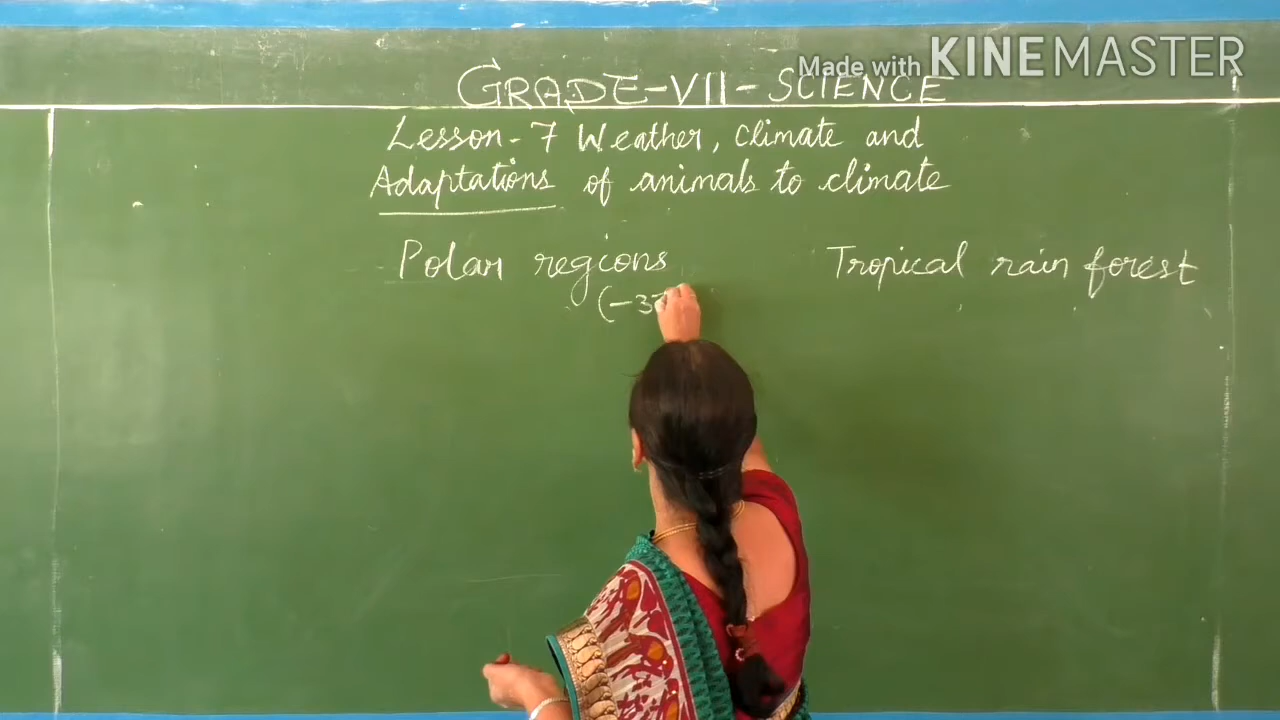 Made with KINEMASTER
GRADE-VII-SCIENCE
Lesson-7 Weather, Climate and
Adaptations of animals to climate
Polar regions Tropical rain forest
(-37